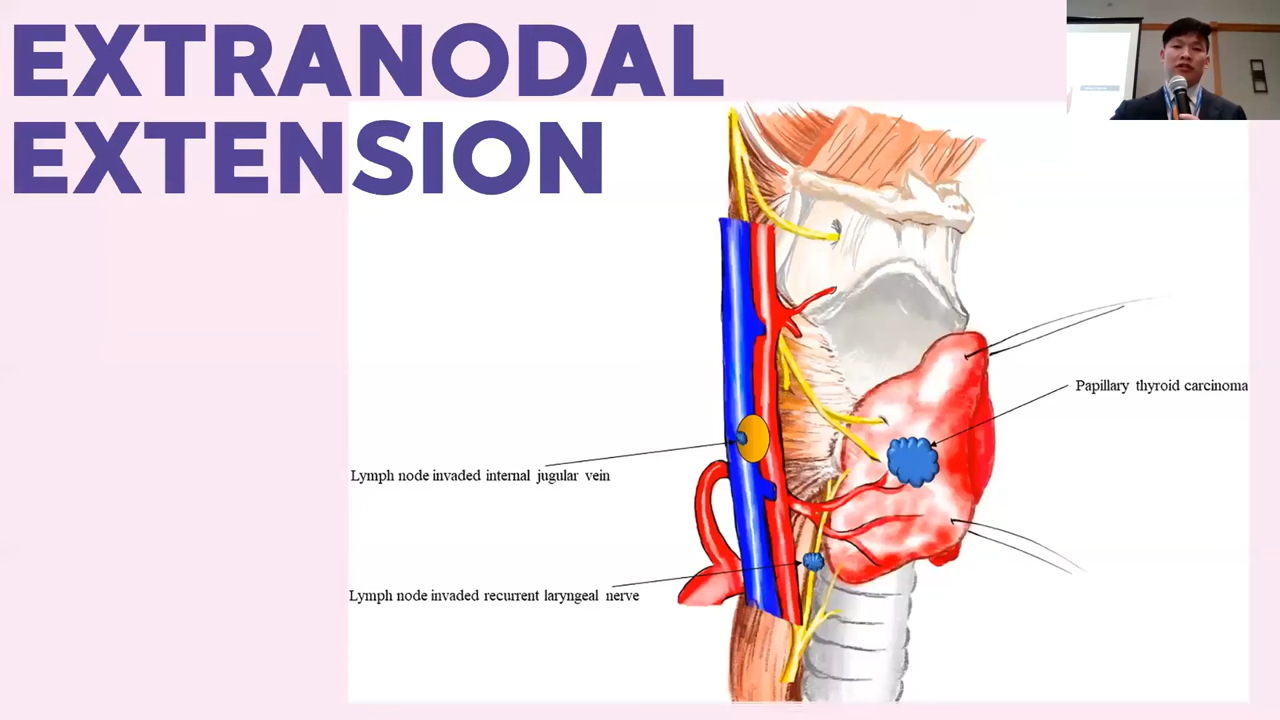 EXTRANODAL
EXTENSION
Papillary thyroid carcinoma
Lymph node invaded internal jugular vein
Lymph node invaded recurrent laryngeal nerve